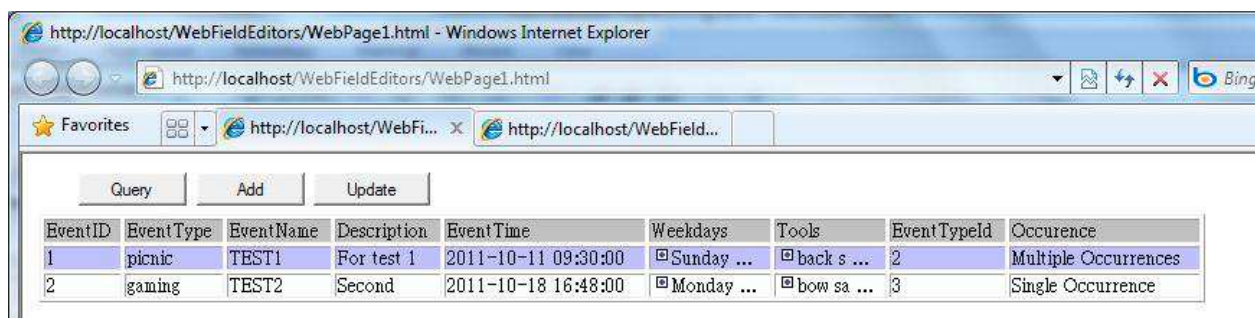 http://localhost/WebFieldEditors/WebPage1.html - Windows Internet Explorer
http://localhost/WebFieldEditors/WebPage1.html Bing
Favorites http://localhost/WebFi... http://localhost/WebField...
Query Add Update
EventID EventType EventName Description EventTime Weekdays Tools EventTypeId Occurence
1 picnic TEST1 For test 1 2011-10-11 09:30:00 Sunday ... back s ... 2 Multiple Occurrences
2 gaming TEST2 Second 2011-10-18 16:48:00 Monday ... bow sa ... 3 Single Occurrence